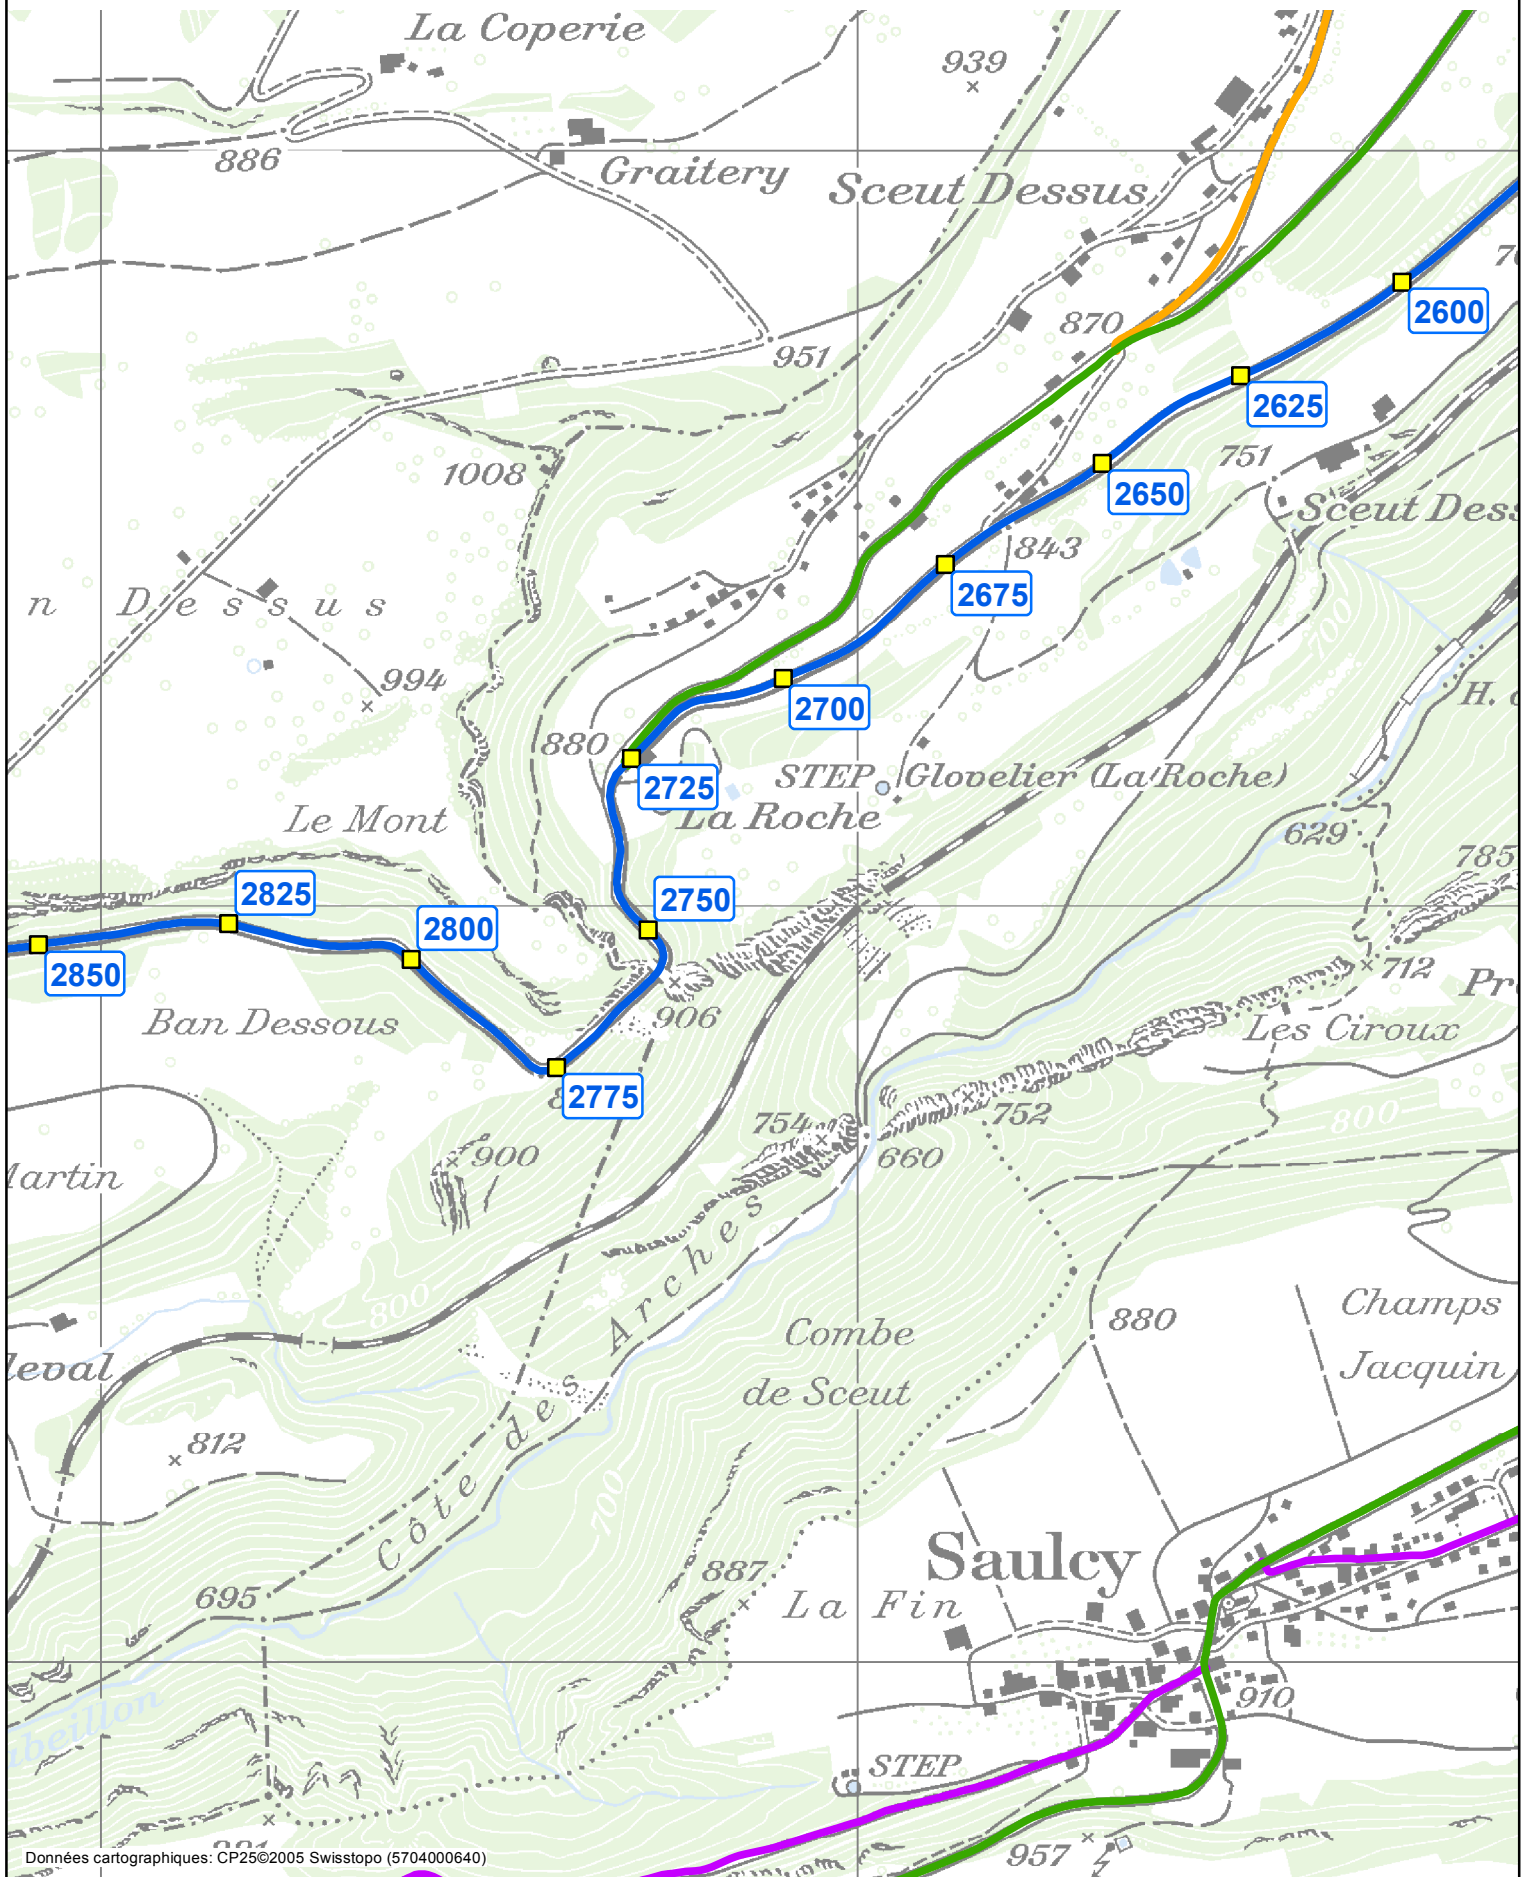 La Coperie
939
886
Graitery
Sceut Dessus
870
2600
951
2625
1008
751
2650
Sceut Dess
843
n Dessus
2675
994
700
H.
2700
880
STEP
Glovelier (La Roche)
2725
La Roche
Le Mont
629
785
2825
2750
2800
2850
712
Ban Dessous
906
Les Ciroux
Pr
2775
754
752
800
900
660
artin
Côte des Arches
800
Champs
Jacquin
880
Combe
de Sceut
leval
812
700
Saulcy
887
695
La Fin
910
abeillon
STEP
957
Données cartographiques: CP25©2005 Swisstopo (5704000640)